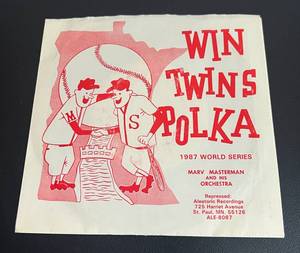 WIN
TWINS
POLKA
M
S
1987 WORLD SERIES
MARV MASTERMAN
AND HIS
ORCHESTRA
Repressed:
Aleatoric Recordings
725 Harriet Avenue
St. Paul, MN. 55126
ALE-8087